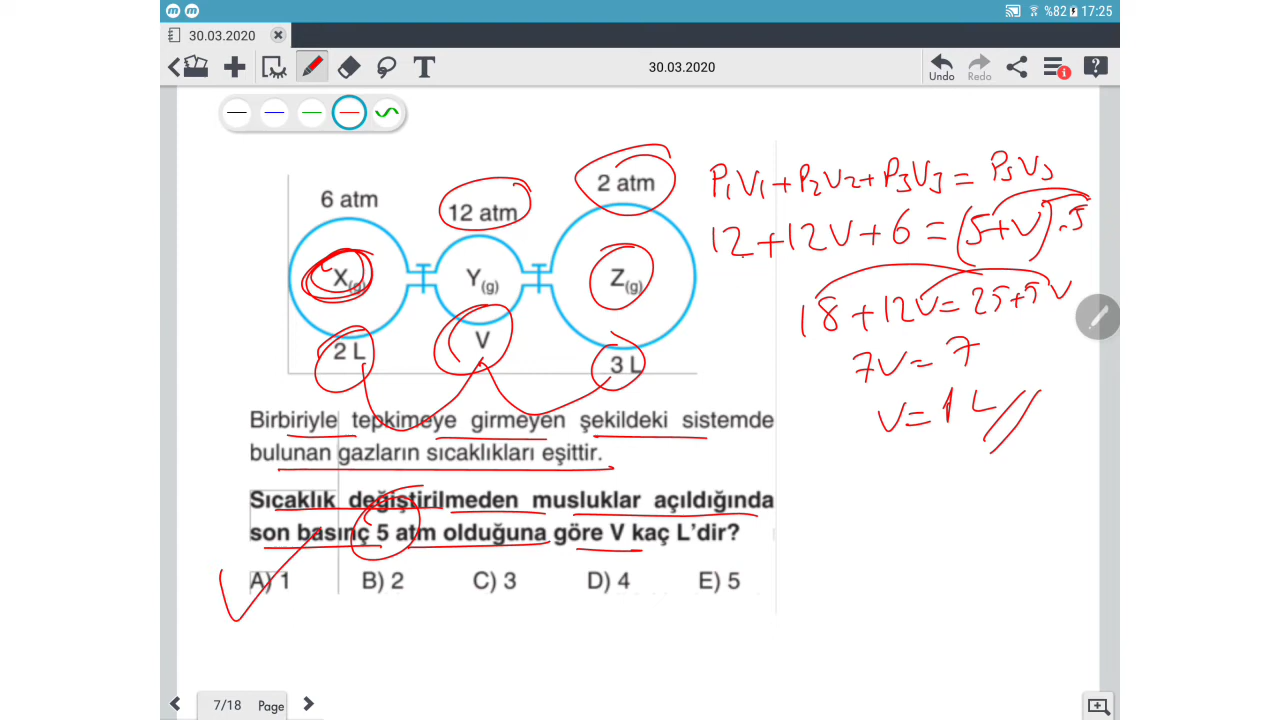 %82 17:25
30.03.2020
T
30.03.2020
Undo
Redo
6 atm
12 atm
2 atm
X(g)
Y(g)
Z(g)
2 L
V
3 L
P1V1+P2V2+P3V3=PsVs
12+12V+6=(5+V).5
18+12V=25+5V
7V=7
V=1L
Birbiriyle tepkimeye girmeyen şekildeki sistemde
bulunan gazların sıcaklıkları eşittir.
Sıcaklık değiştirilmeden musluklar açıldığında
son basınç 5 atm olduğuna göre V kaç L'dir?
A) 1 B) 2 C) 3 D) 4 E) 5
7/18 Page